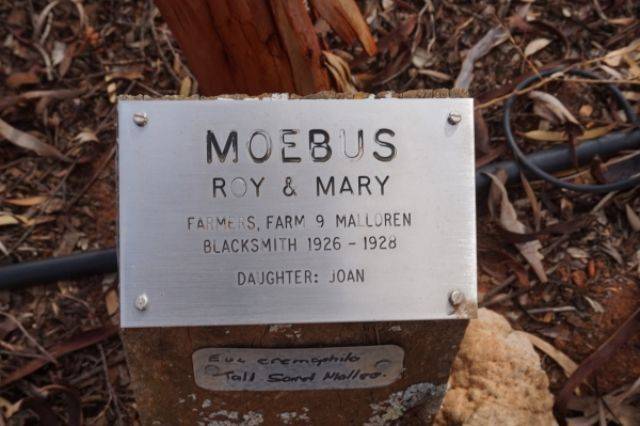 MOEBUS
ROY & MARY
FARMERS, FARM 9 MALLOREN
BLACKSMITH 1926 - 1928
DAUGHTER: JOAN
Euc eremophila
Tall Sand Mallee.